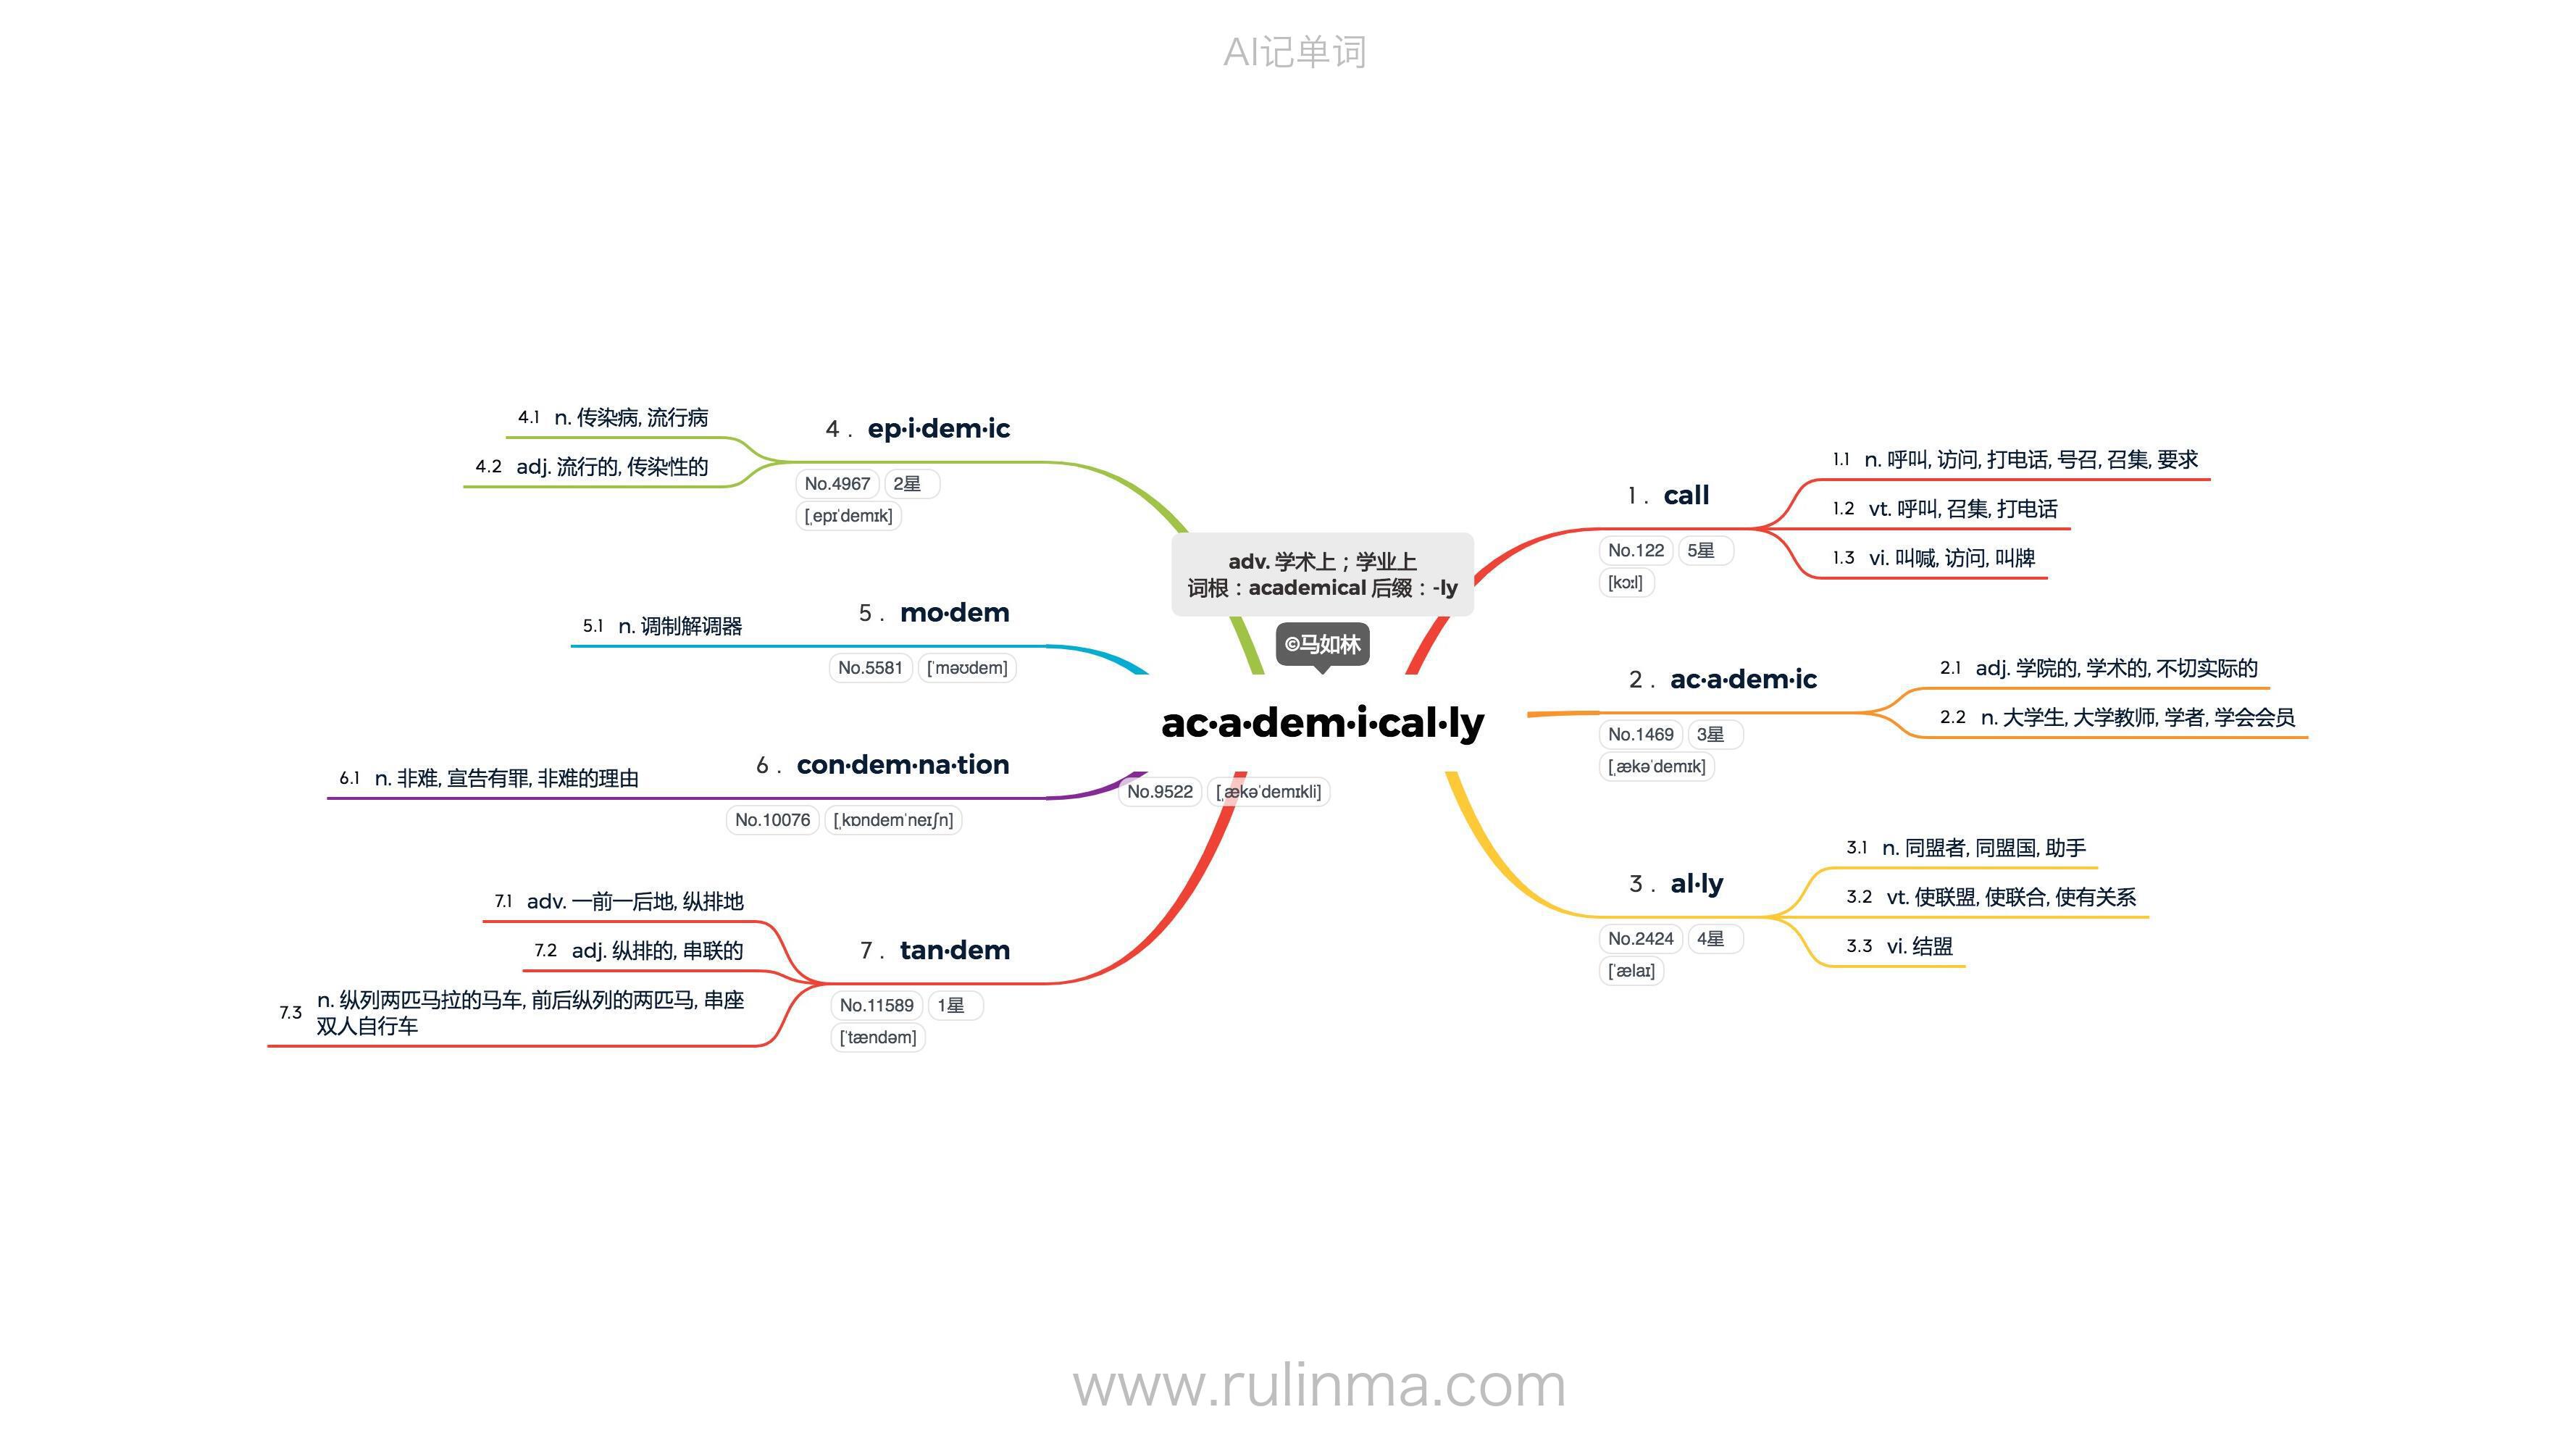 AI记单词
adv. 学术上；学业上
词根：academical 后缀：-ly
©马如林
ac·a·dem·i·cal·ly
No.9522 [ˌækəˈdemɪkli]
1 . call
No.122 5星
[kɔːl]
1.1 n. 呼叫, 访问, 打电话, 号召, 召集, 要求
1.2 vt. 呼叫, 召集, 打电话
1.3 vi. 叫喊, 访问, 叫牌
2 . ac·a·dem·ic
No.1469 3星
[ˌækəˈdemɪk]
2.1 adj. 学院的, 学术的, 不切实际的
2.2 n. 大学生, 大学教师, 学者, 学会会员
3 . al·ly
No.2424 4星
[ˈælaɪ]
3.1 n. 同盟者, 同盟国, 助手
3.2 vt. 使联盟, 使联合, 使有关系
3.3 vi. 结盟
4 . ep·i·dem·ic
No.4967 2星
[ˌepɪˈdemɪk]
4.1 n. 传染病, 流行病
4.2 adj. 流行的, 传染性的
5 . mo·dem
No.5581 [ˈməʊdem]
5.1 n. 调制解调器
6 . con·dem·na·tion
No.10076 [ˌkɒndemˈneɪʃn]
6.1 n. 非难, 宣告有罪, 非难的理由
7 . tan·dem
No.11589 1星
[ˈtændəm]
7.1 adv. 一前一后地, 纵排地
7.2 adj. 纵排的, 串联的
7.3 n. 纵列两匹马拉的马车, 前后纵列的两匹马, 串座
双人自行车
www.rulinma.com